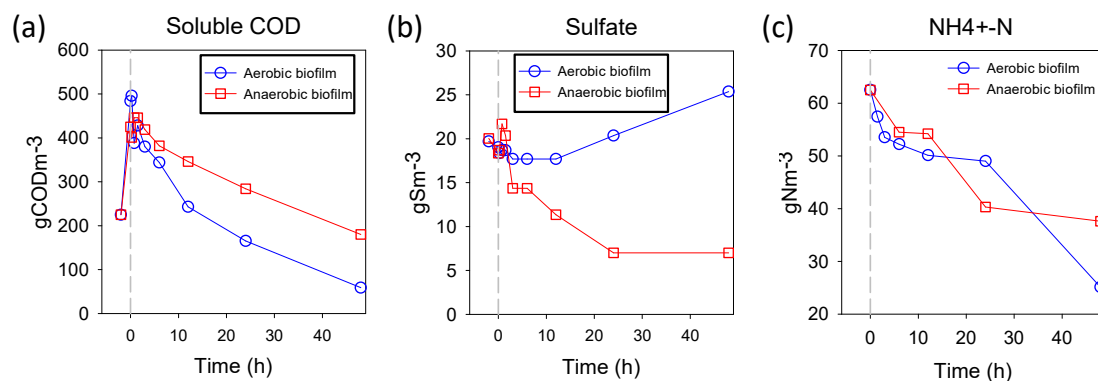 (a)
Soluble COD
gCODm-3
600
500
400
300
200
100
0
Aerobic biofilm
Anaerobic biofilm
0
10
20
30
40
Time (h)
(b)
Sulfate
gSm-3
30
25
20
15
10
5
0
Aerobic biofilm
Anaerobic biofilm
0
10
20
30
40
Time (h)
(c)
NH4+-N
gNm-3
70
60
50
40
30
20
Aerobic biofilm
Anaerobic biofilm
0
10
20
30
40
Time (h)